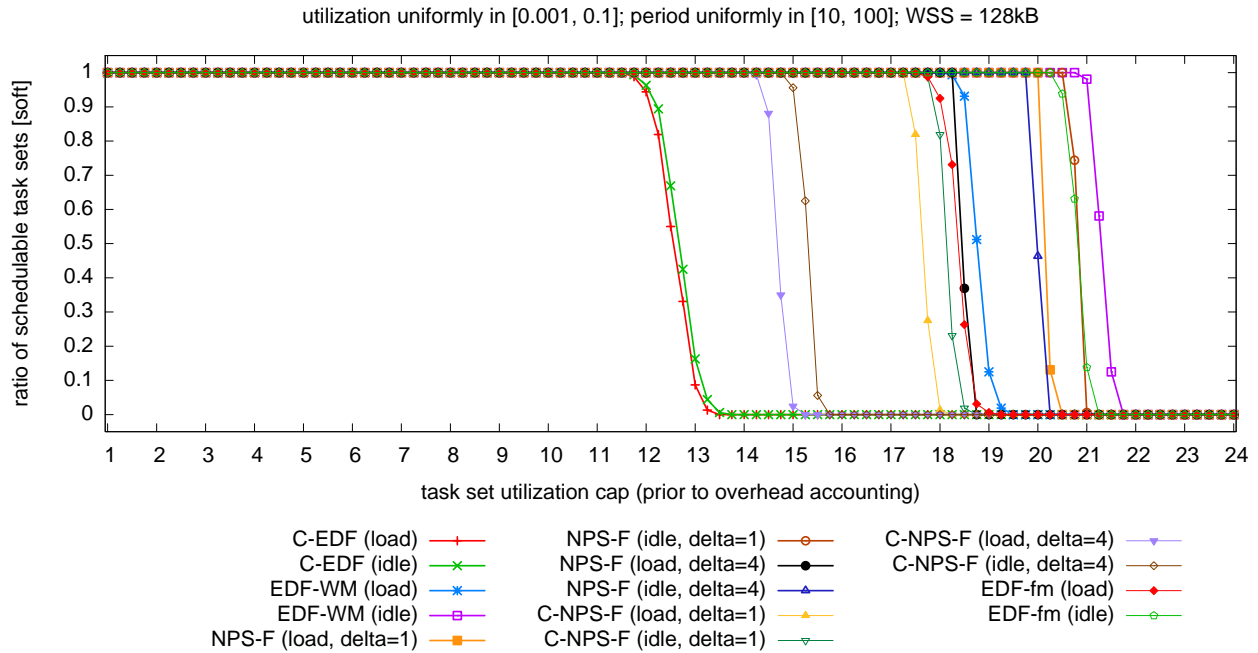 utilization uniformly in [0.001, 0.1]; period uniformly in [10, 100]; WSS = 128kB
ratio of schedulable task sets [soft]
1
0.9
0.8
0.7
0.6
0.5
0.4
0.3
0.2
0.1
0
1 2 3 4 5 6 7 8 9 10 11 12 13 14 15 16 17 18 19 20 21 22 23 24
task set utilization cap (prior to overhead accounting)
C-EDF (load)
C-EDF (idle)
EDF-WM (load)
EDF-WM (idle)
NPS-F (load, delta=1)
NPS-F (idle, delta=1)
NPS-F (load, delta=4)
NPS-F (idle, delta=4)
C-NPS-F (load, delta=1)
C-NPS-F (idle, delta=1)
C-NPS-F (load, delta=4)
C-NPS-F (idle, delta=4)
EDF-fm (load)
EDF-fm (idle)